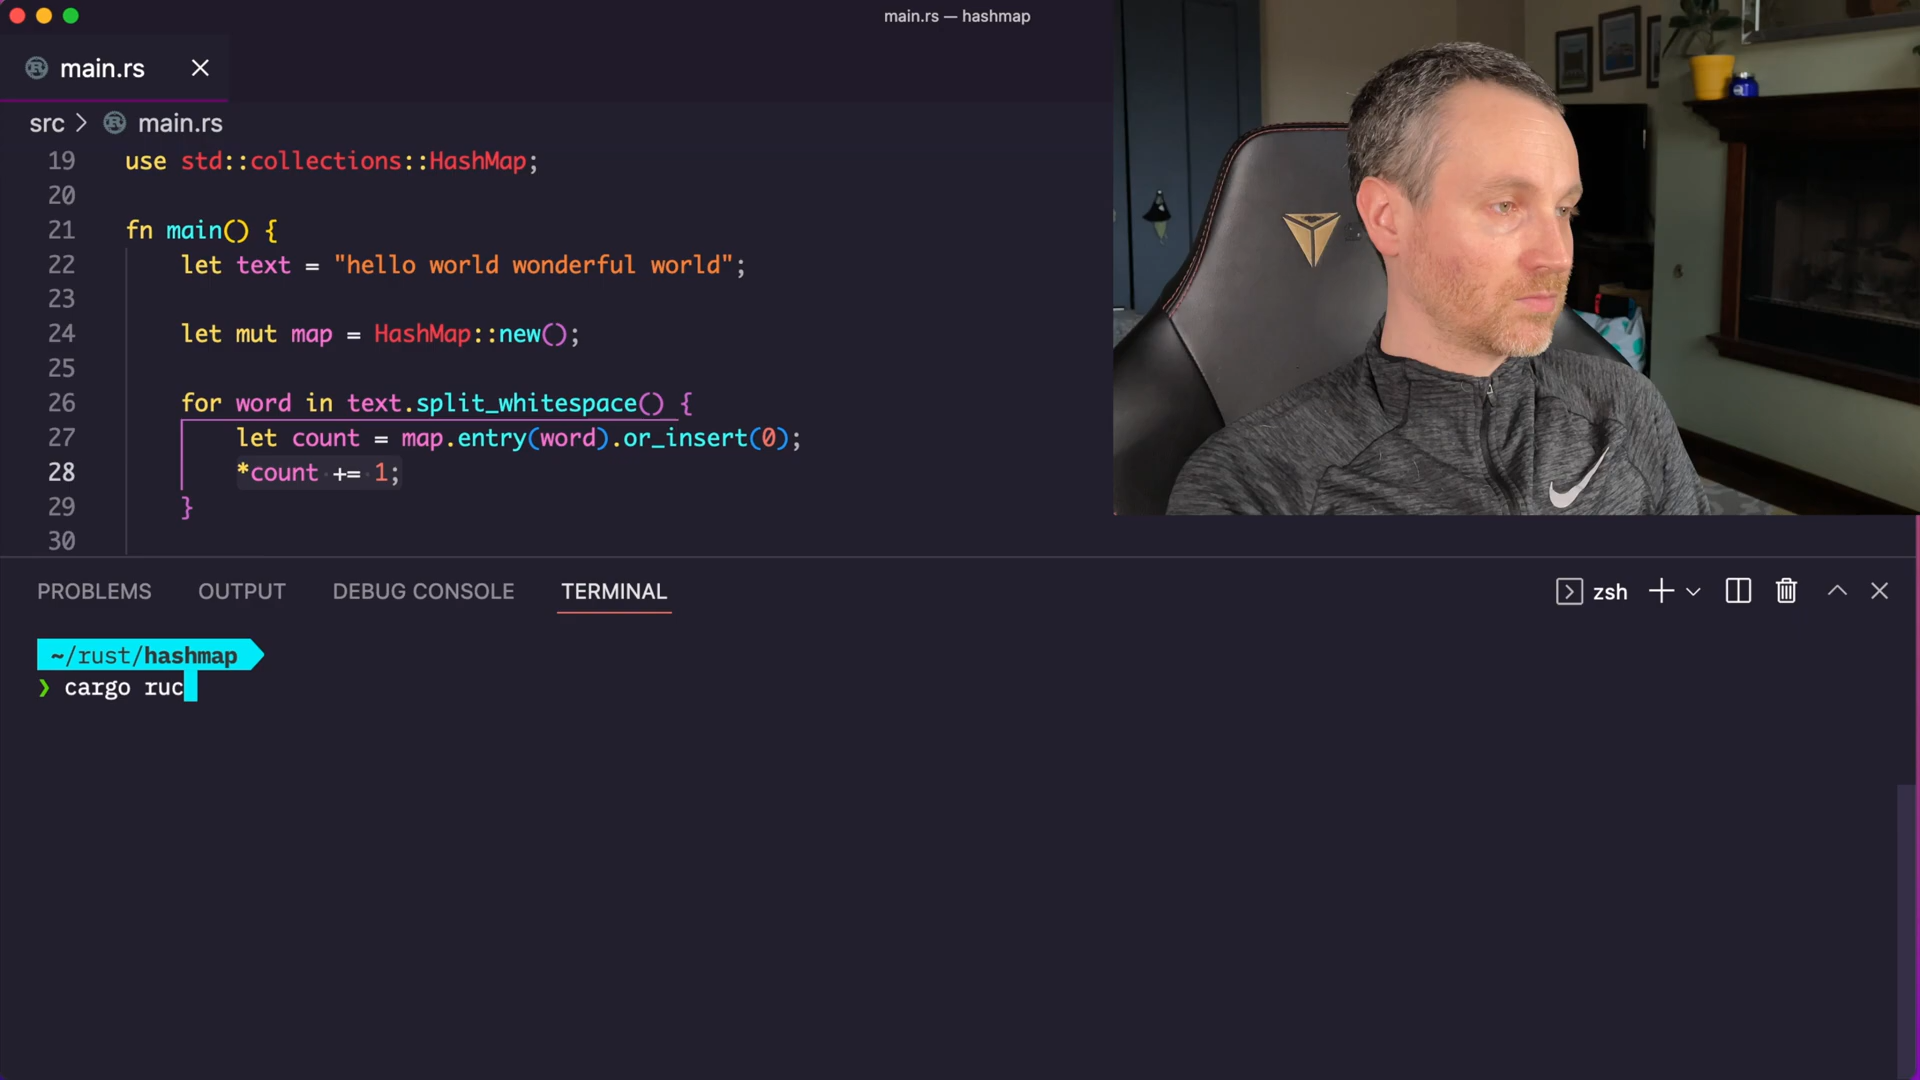 main.rs — hashmap
main.rs
src > main.rs
19 use std::collections::HashMap;
20
21 fn main() {
22 let text = "hello world wonderful world";
23
24 let mut map = HashMap::new();
25
26 for word in text.split_whitespace() {
27 let count = map.entry(word).or_insert(0);
28 *count += 1;
29 }
30
PROBLEMS OUTPUT DEBUG CONSOLE TERMINAL zsh
~/rust/hashmap
❯ cargo ruc